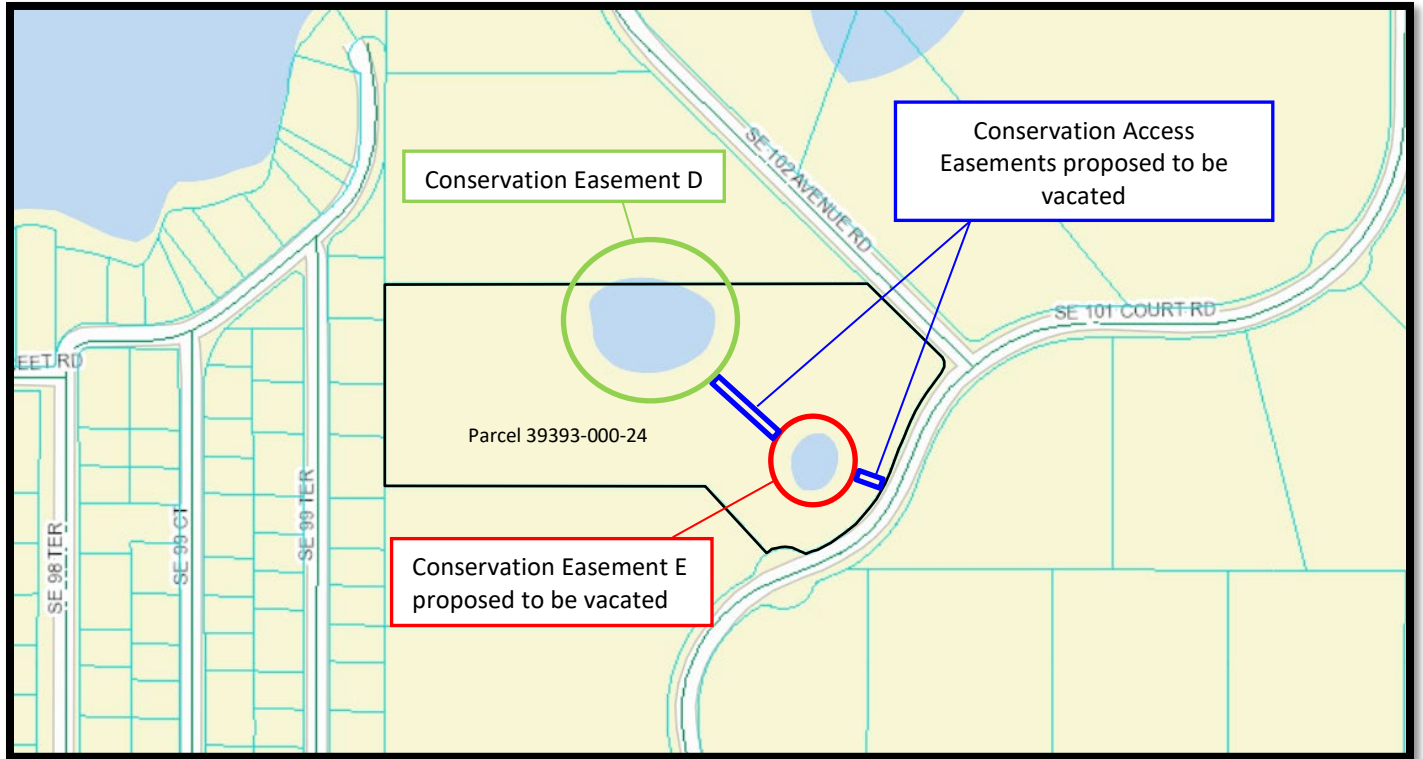 Conservation Access
Easements proposed to be
vacated
SE 102 AVENUE RD
Conservation Easement D
SE 101 COURT RD
EET RD
Parcel 39393-000-24
SE 99 TER
SE 99 CT
SE 98 TER
Conservation Easement E
proposed to be vacated